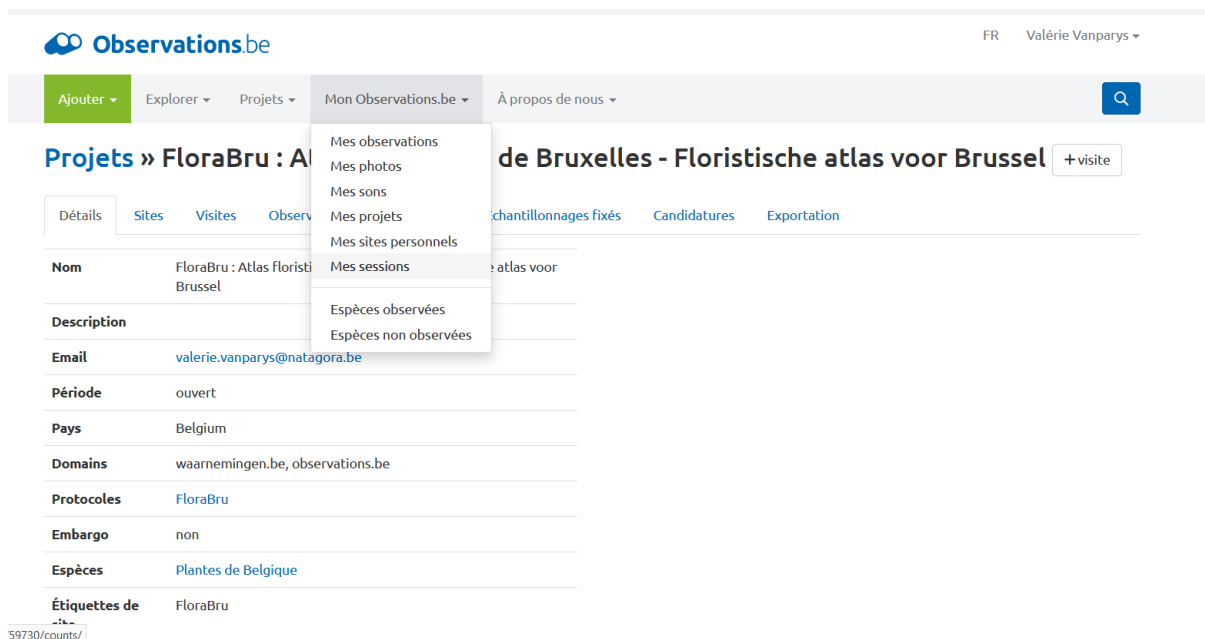 Observations.be
FR Valérie Vanparys
Ajouter Explorer Projets Mon Observations.be À propos de nous
Mes observations
Mes photos
Mes sons
Mes projets
Mes sites personnels
Mes sessions
Espèces observées
Espèces non observées
Projets » FloraBru : A de Bruxelles - Floristische atlas voor Brussel +visite
Détails Sites Visites Observ chantillonnages fixés Candidatures Exportation
Nom FloraBru : Atlas floristi e atlas voor
Brussel
Description
Email valerie.vanparys@natagora.be
Période ouvert
Pays Belgium
Domains waarnemingen.be, observations.be
Protocoles FloraBru
Embargo non
Espèces Plantes de Belgique
Étiquettes de FloraBru
59730/counts/